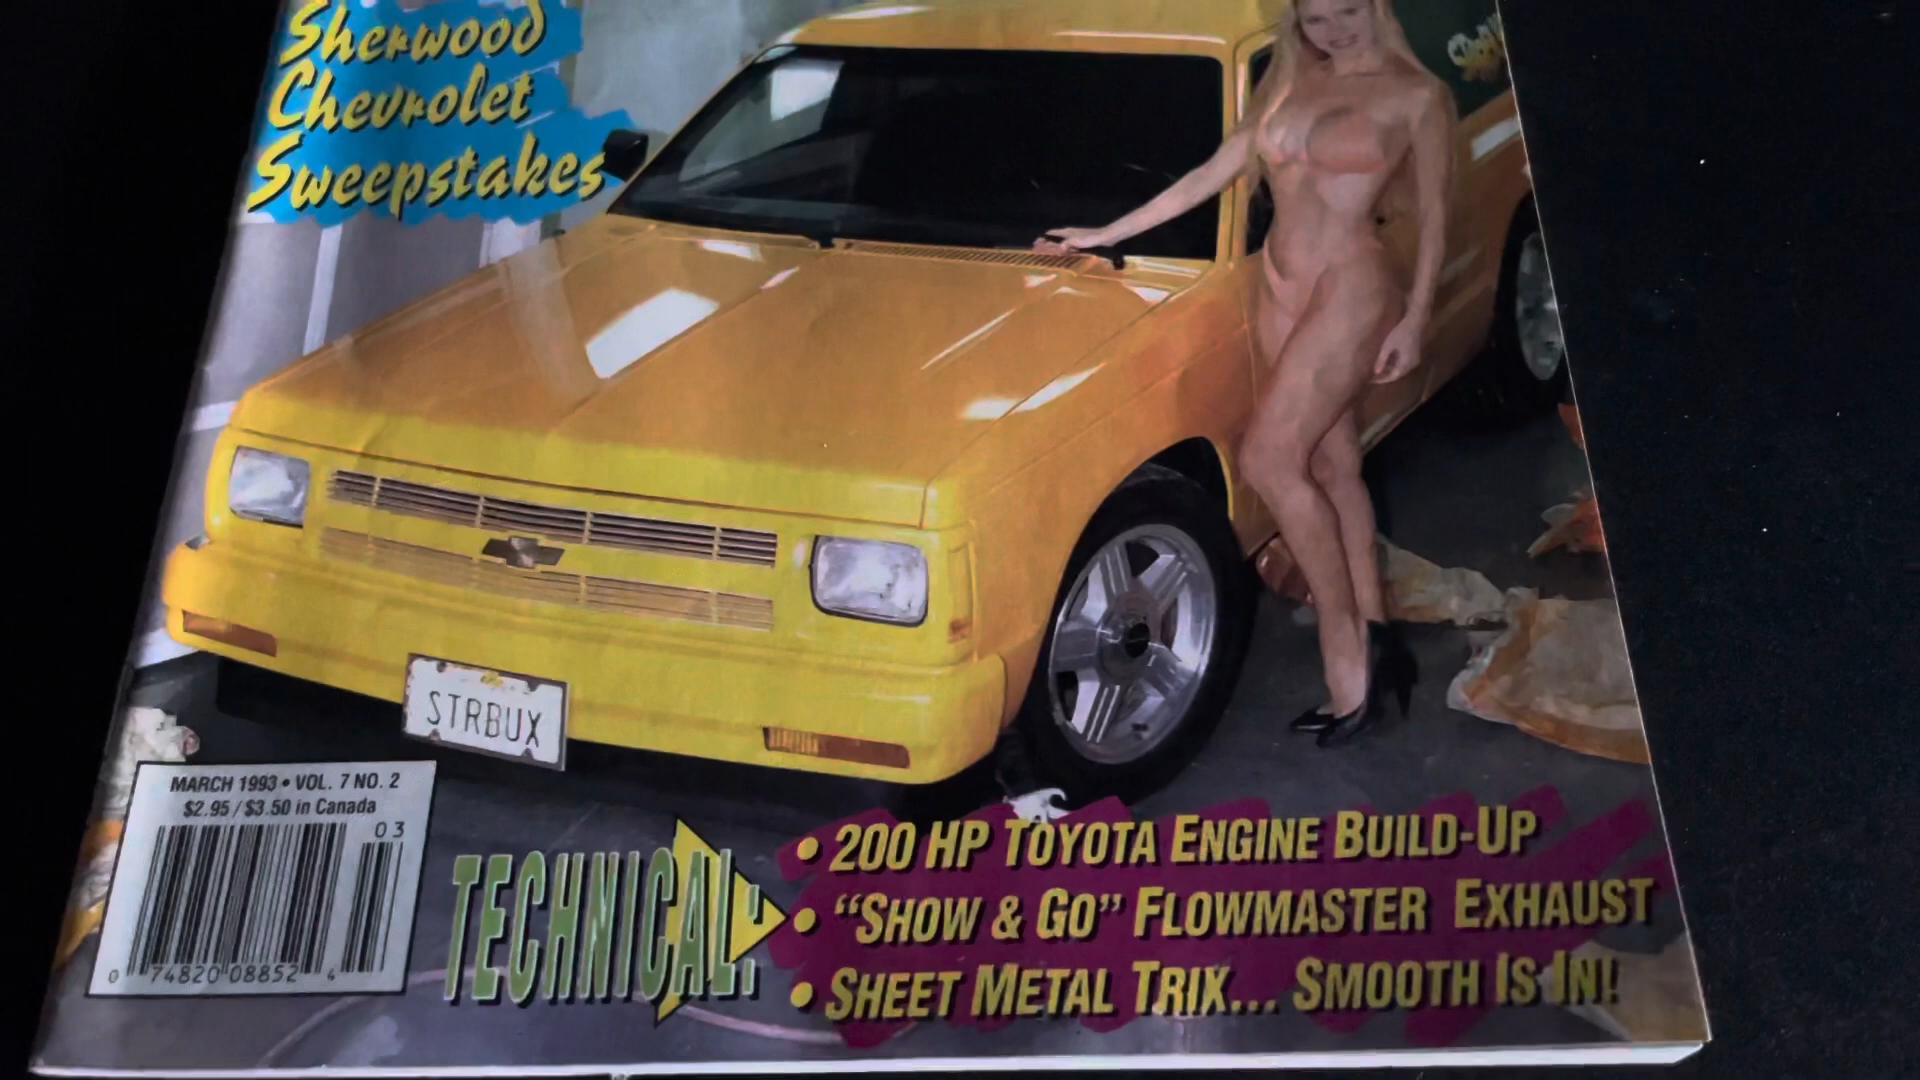 Sherwood
Chevrolet
Sweepstakes
STRBUX
MARCH 1993 • VOL. 7 NO. 2
$2.95 / $3.50 in Canada
03
0 74820 08852 4
TECHNICAL:
• 200 HP TOYOTA ENGINE BUILD-UP
• “SHOW & GO” FLOWMASTER EXHAUST
• SHEET METAL TRIX... SMOOTH IS IN!